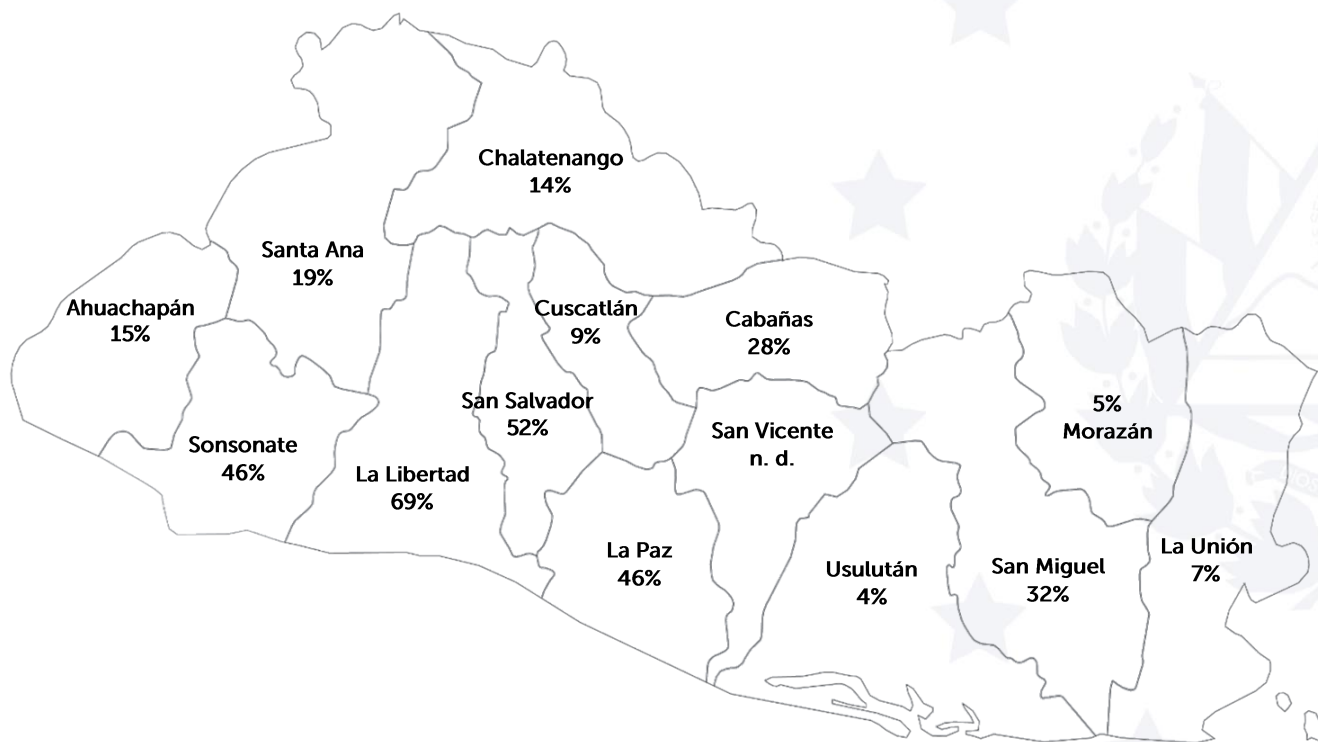 Chalatenango
14%
Santa Ana
19%
Ahuachapán
15%
Cuscatlán
9%
Cabañas
28%
San Salvador
52%
San Vicente
n. d.
5%
Morazán
Sonsonate
46%
La Libertad
69%
La Paz
46%
Usulután
4%
San Miguel
32%
La Unión
7%